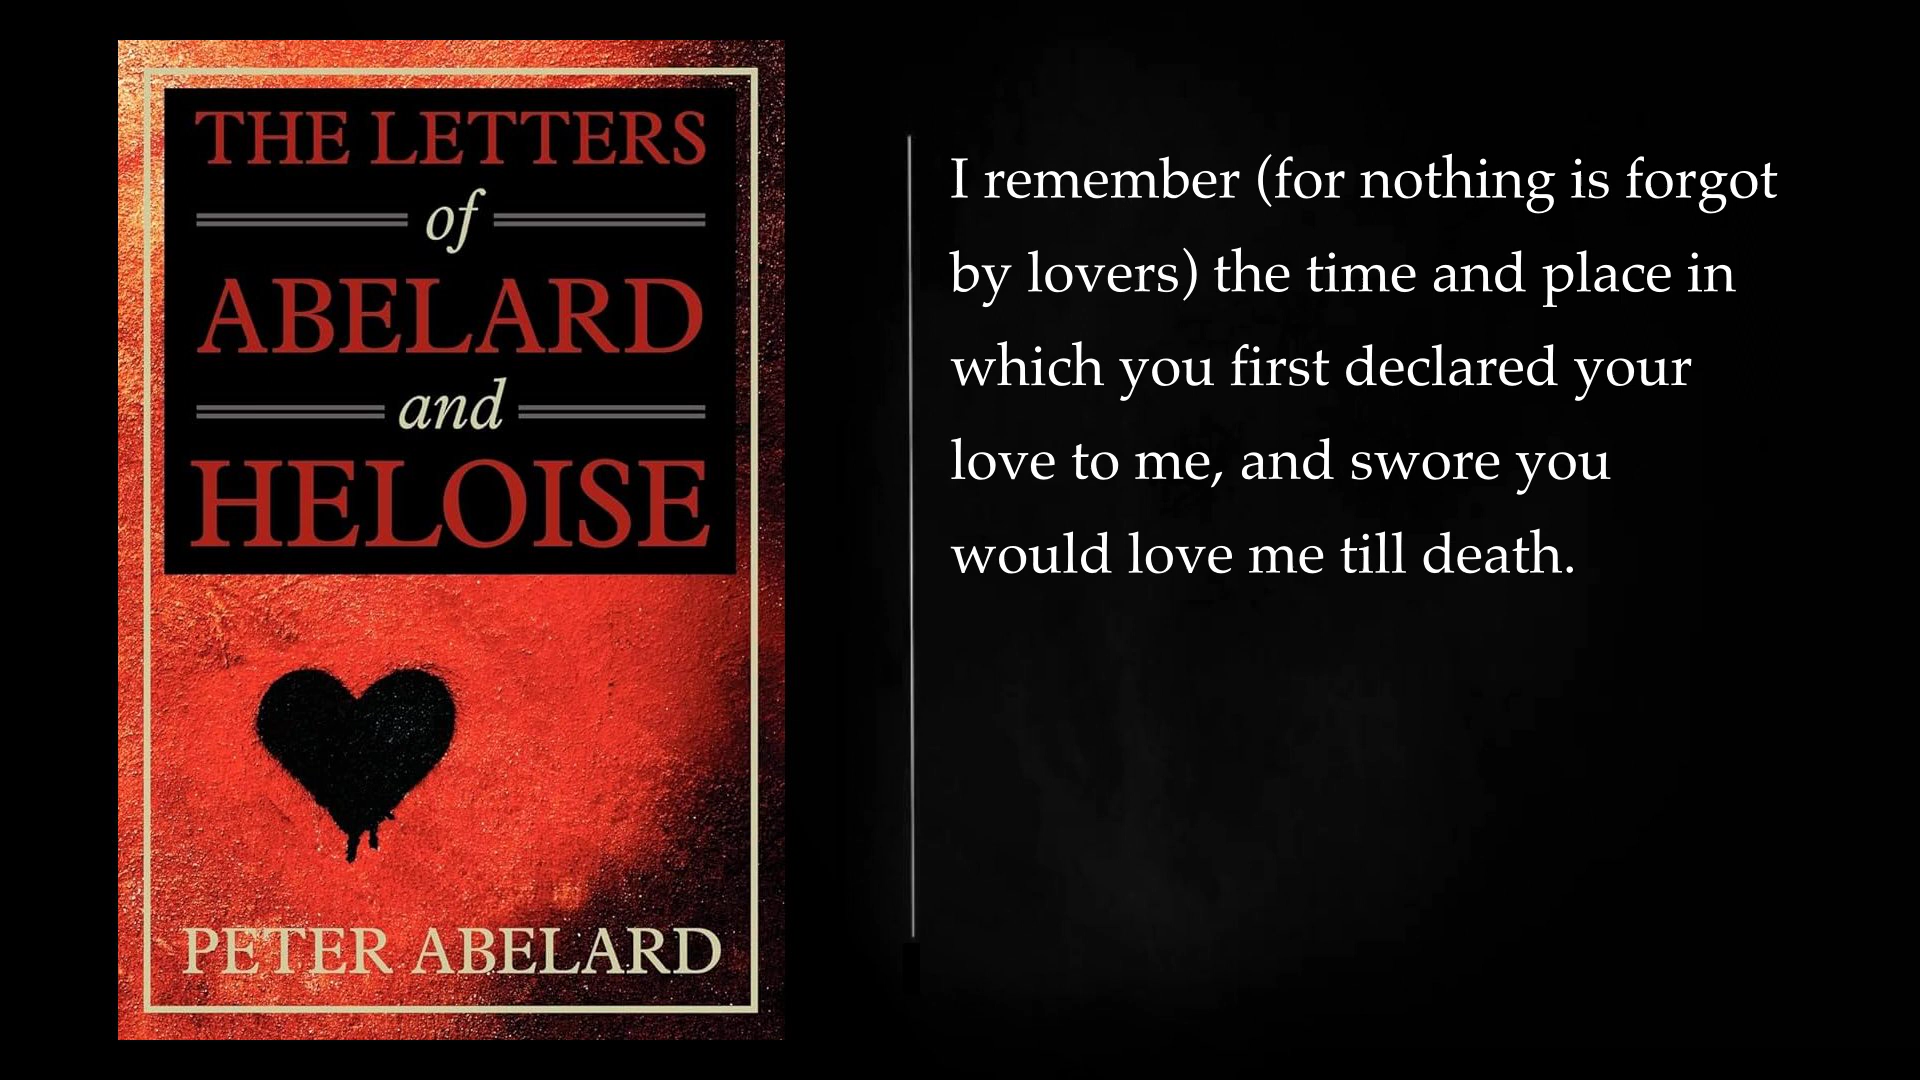 THE LETTERS
of
ABELARD
and
HELOISE
PETER ABELARD
I remember (for nothing is forgot
by lovers) the time and place in
which you first declared your
love to me, and swore you
would love me till death.